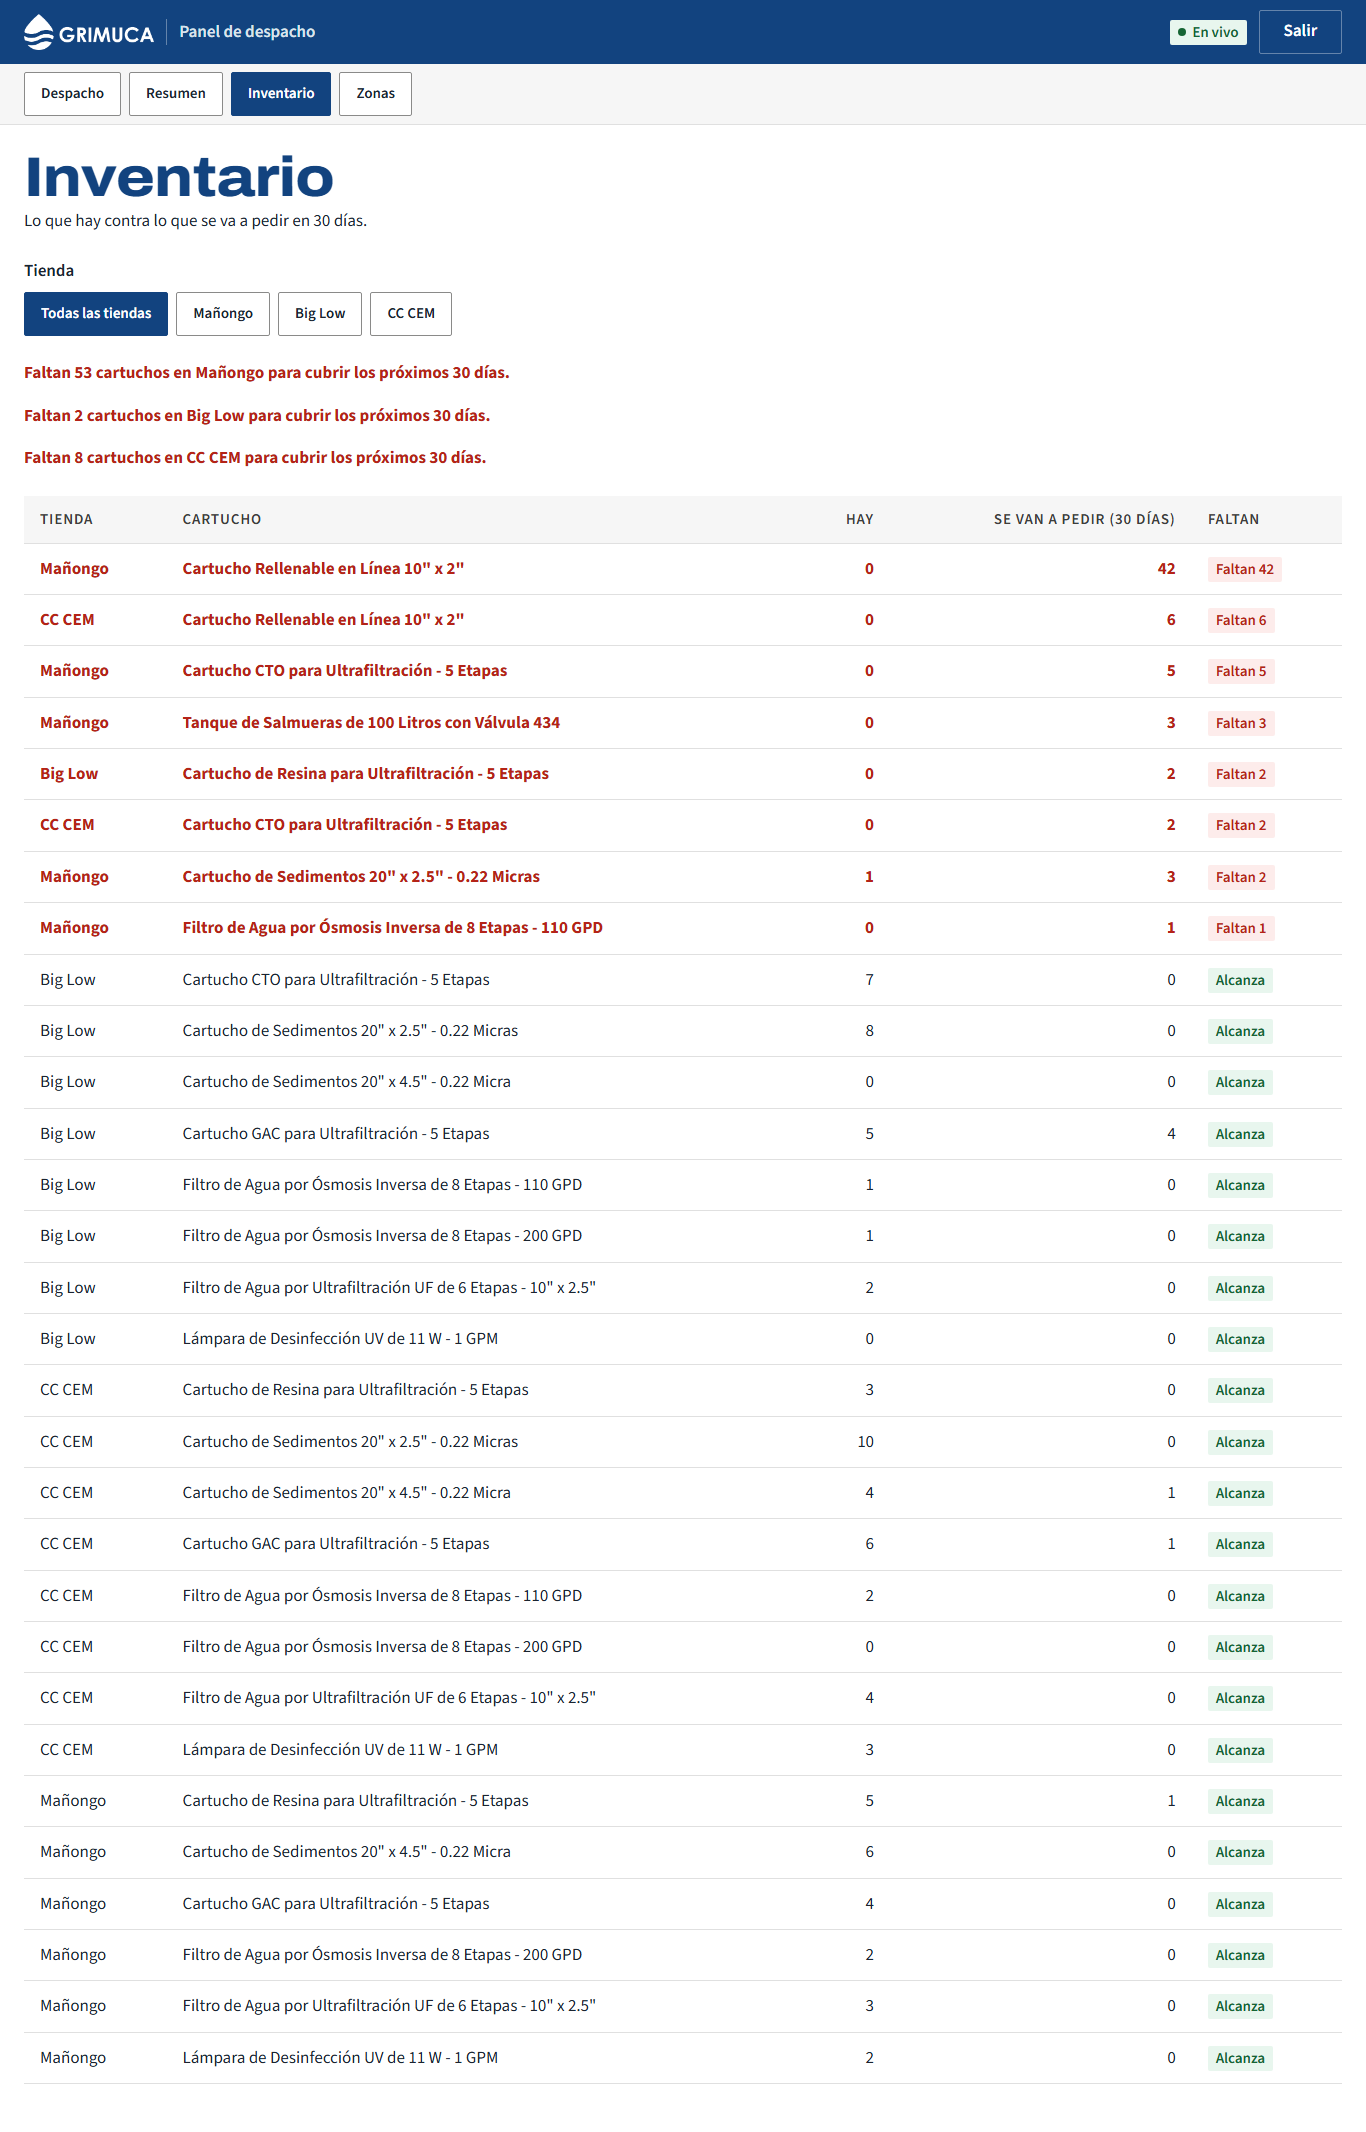 GRIMUCA Panel de despacho En vivo Salir
Despacho Resumen Inventario Zonas
Inventario
Lo que hay contra lo que se va a pedir en 30 días.
Tienda
Todas las tiendas Mañongo Big Low CC CEM
Faltan 53 cartuchos en Mañongo para cubrir los próximos 30 días.
Faltan 2 cartuchos en Big Low para cubrir los próximos 30 días.
Faltan 8 cartuchos en CC CEM para cubrir los próximos 30 días.
TIENDA CARTUCHO HAY SE VAN A PEDIR (30 DÍAS) FALTAN
Mañongo Cartucho Rellenable en Línea 10" x 2" 0 42 Faltan 42
CC CEM Cartucho Rellenable en Línea 10" x 2" 0 6 Faltan 6
Mañongo Cartucho CTO para Ultrafiltración - 5 Etapas 0 5 Faltan 5
Mañongo Tanque de Salmueras de 100 Litros con Válvula 434 0 3 Faltan 3
Big Low Cartucho de Resina para Ultrafiltración - 5 Etapas 0 2 Faltan 2
CC CEM Cartucho CTO para Ultrafiltración - 5 Etapas 0 2 Faltan 2
Mañongo Cartucho de Sedimentos 20" x 2.5" - 0.22 Micras 1 3 Faltan 2
Mañongo Filtro de Agua por Ósmosis Inversa de 8 Etapas - 110 GPD 0 1 Faltan 1
Big Low Cartucho CTO para Ultrafiltración - 5 Etapas 7 0 Alcanza
Big Low Cartucho de Sedimentos 20" x 2.5" - 0.22 Micras 8 0 Alcanza
Big Low Cartucho de Sedimentos 20" x 4.5" - 0.22 Micra 0 0 Alcanza
Big Low Cartucho GAC para Ultrafiltración - 5 Etapas 5 4 Alcanza
Big Low Filtro de Agua por Ósmosis Inversa de 8 Etapas - 110 GPD 1 0 Alcanza
Big Low Filtro de Agua por Ósmosis Inversa de 8 Etapas - 200 GPD 1 0 Alcanza
Big Low Filtro de Agua por Ultrafiltración UF de 6 Etapas - 10" x 2.5" 2 0 Alcanza
Big Low Lámpara de Desinfección UV de 11 W - 1 GPM 0 0 Alcanza
CC CEM Cartucho de Resina para Ultrafiltración - 5 Etapas 3 0 Alcanza
CC CEM Cartucho de Sedimentos 20" x 2.5" - 0.22 Micras 10 0 Alcanza
CC CEM Cartucho de Sedimentos 20" x 4.5" - 0.22 Micra 4 1 Alcanza
CC CEM Cartucho GAC para Ultrafiltración - 5 Etapas 6 1 Alcanza
CC CEM Filtro de Agua por Ósmosis Inversa de 8 Etapas - 110 GPD 2 0 Alcanza
CC CEM Filtro de Agua por Ósmosis Inversa de 8 Etapas - 200 GPD 0 0 Alcanza
CC CEM Filtro de Agua por Ultrafiltración UF de 6 Etapas - 10" x 2.5" 4 0 Alcanza
CC CEM Lámpara de Desinfección UV de 11 W - 1 GPM 3 0 Alcanza
Mañongo Cartucho de Resina para Ultrafiltración - 5 Etapas 5 1 Alcanza
Mañongo Cartucho de Sedimentos 20" x 4.5" - 0.22 Micra 6 0 Alcanza
Mañongo Cartucho GAC para Ultrafiltración - 5 Etapas 4 0 Alcanza
Mañongo Filtro de Agua por Ósmosis Inversa de 8 Etapas - 200 GPD 2 0 Alcanza
Mañongo Filtro de Agua por Ultrafiltración UF de 6 Etapas - 10" x 2.5" 3 0 Alcanza
Mañongo Lámpara de Desinfección UV de 11 W - 1 GPM 2 0 Alcanza